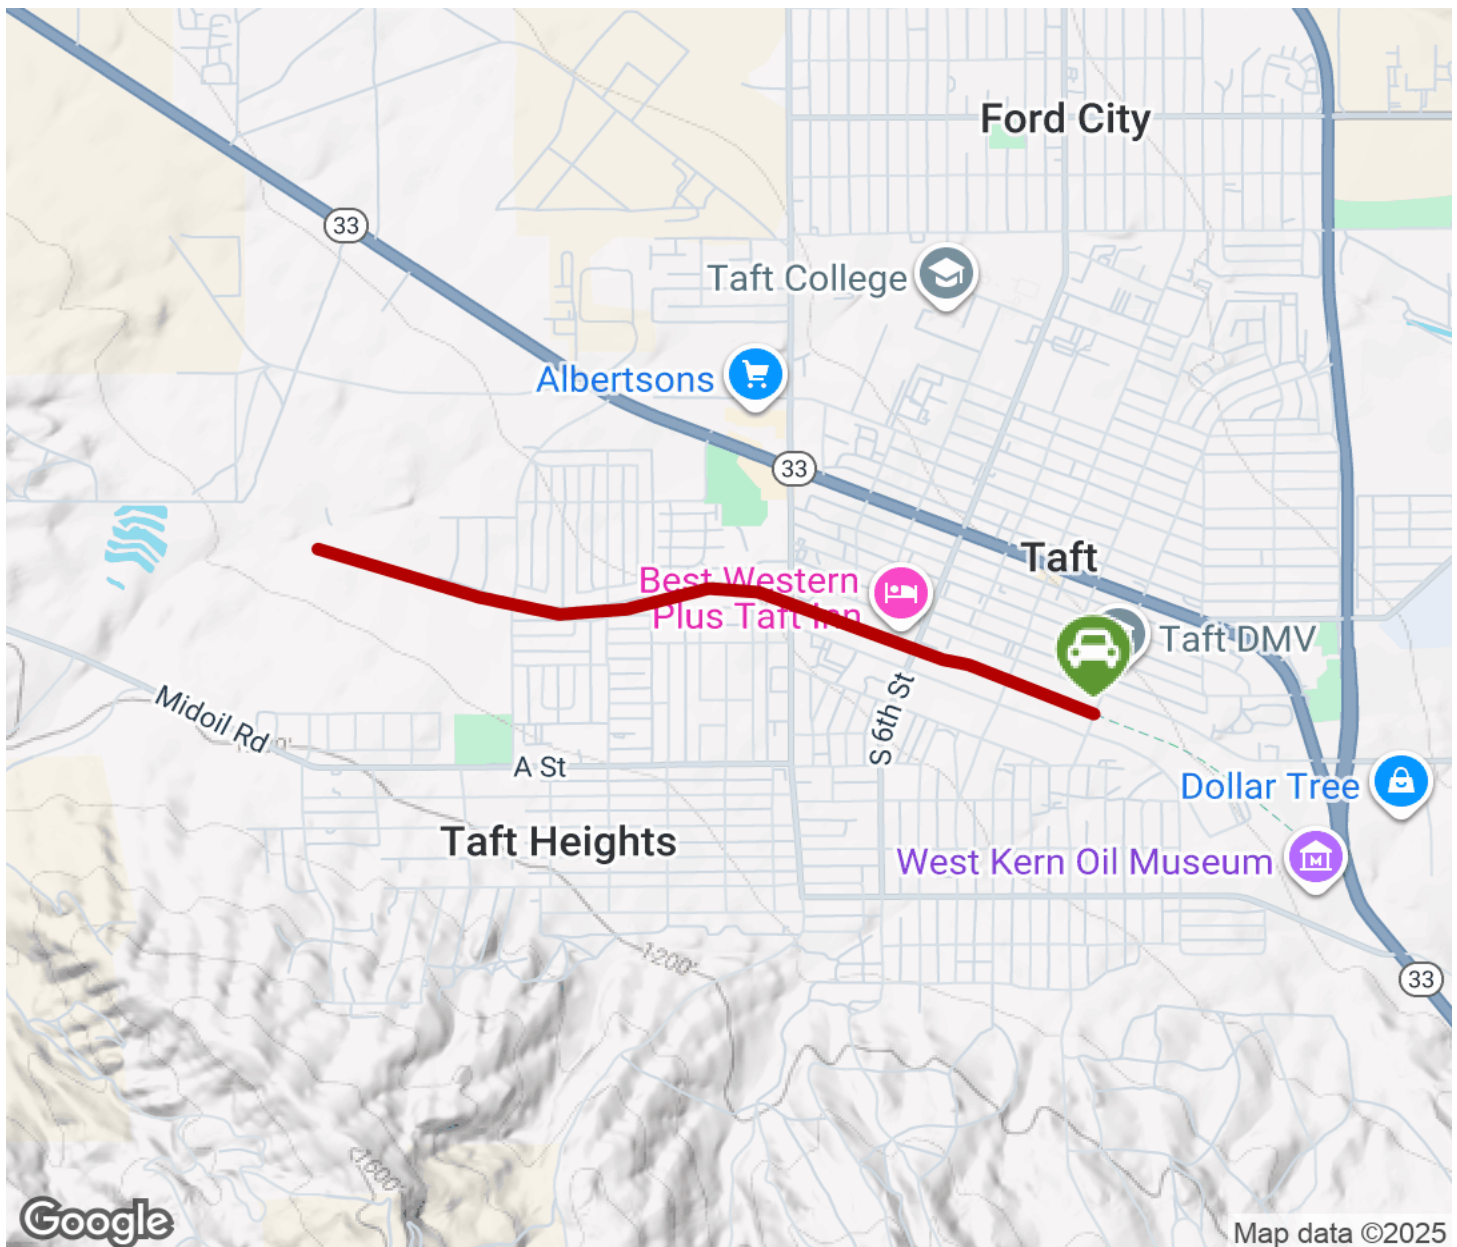 Ford City
33
Taft College
Albertsons
33
Taft
Best Western
Plus Taft Inn
Taft DMV
S 6th St
Midoil Rd
A St
Dollar Tree
Taft Heights
West Kern Oil Museum
1200'
33
1600'
Google
Map data ©2025